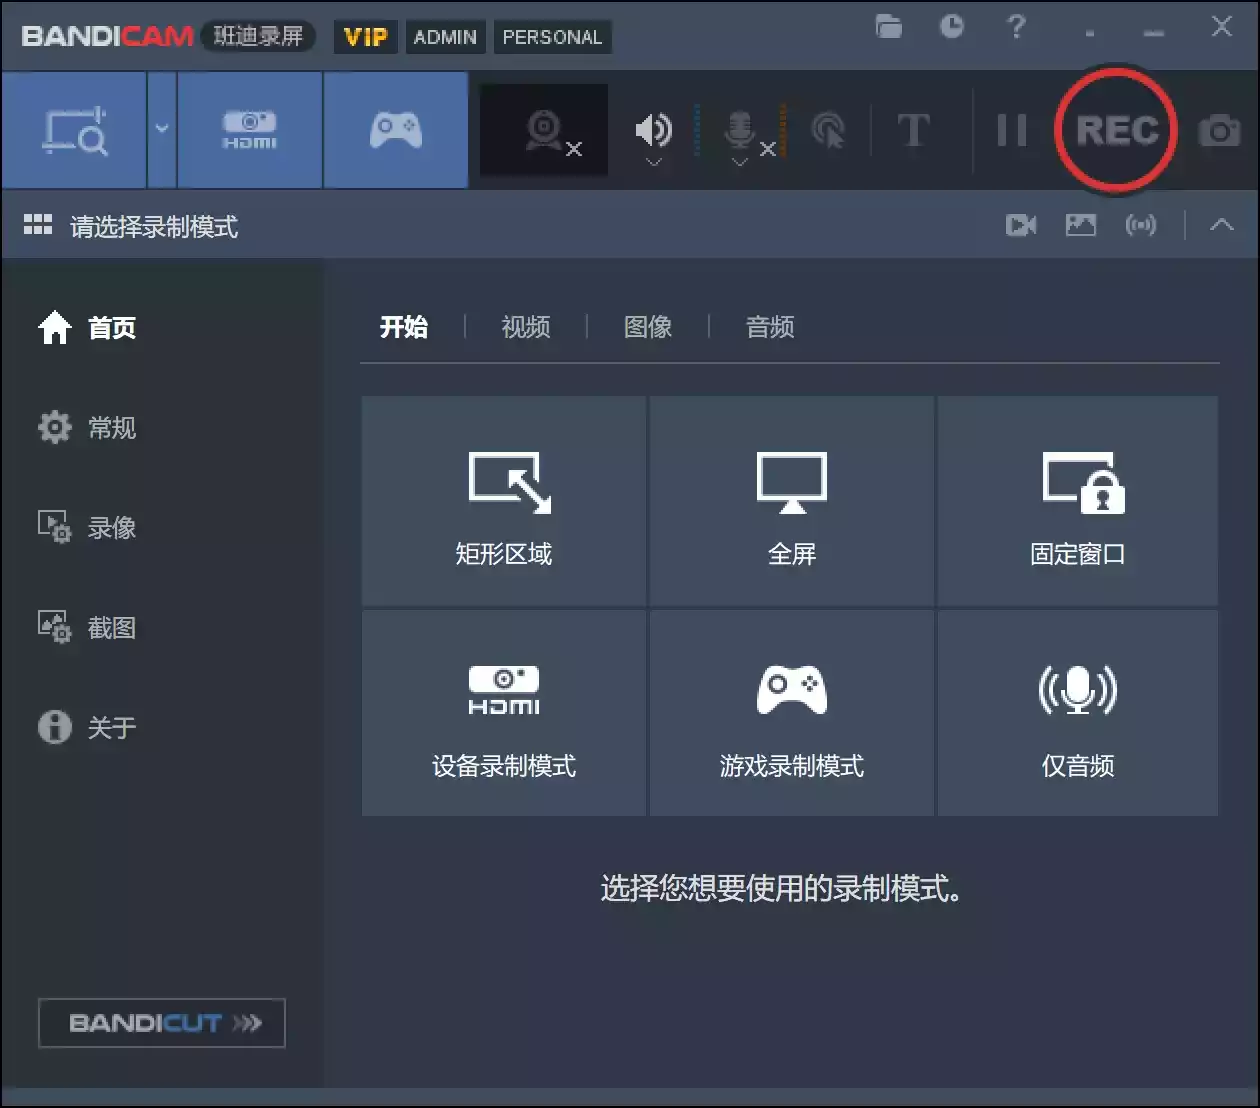 BANDICAM 班迪录屏 VIP ADMIN PERSONAL ?
HDMI T REC
请选择录制模式
首页
常规
录像
截图
关于
BANDICUT
开始 视频 图像 音频
矩形区域 全屏 固定窗口
HDMI
设备录制模式 游戏录制模式 仅音频
选择您想要使用的录制模式。